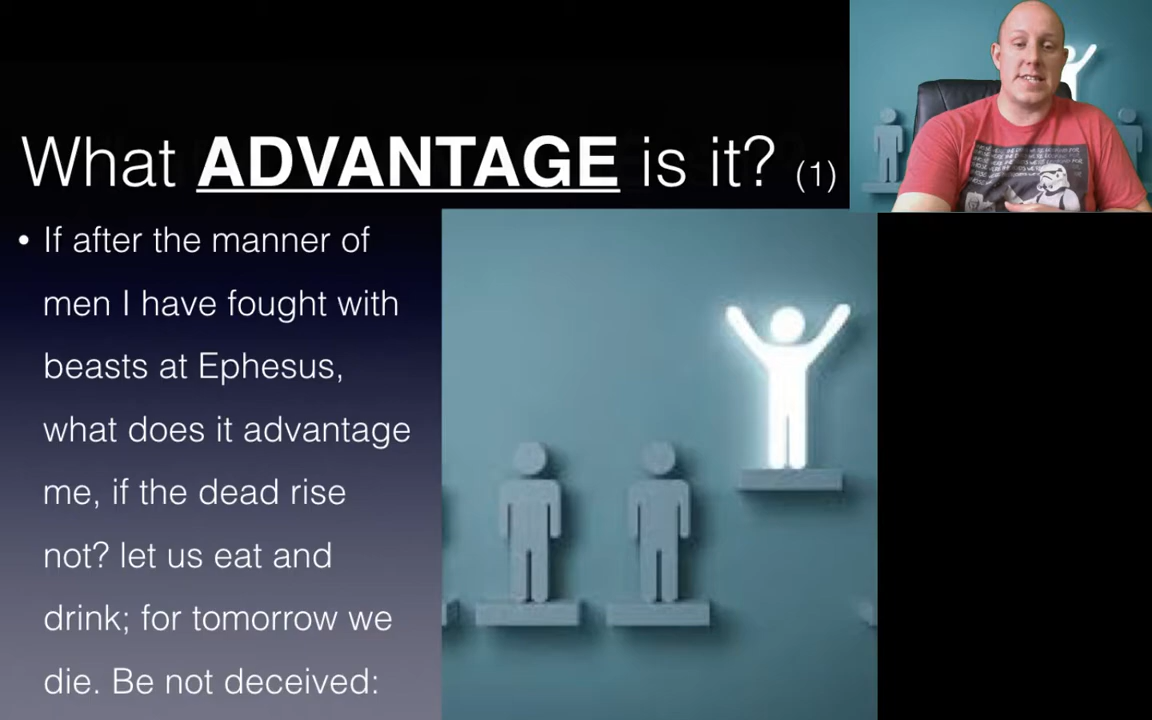 What ADVANTAGE is it? (1)
• If after the manner of
men I have fought with
beasts at Ephesus,
what does it advantage
me, if the dead rise
not? let us eat and
drink; for tomorrow we
die. Be not deceived: